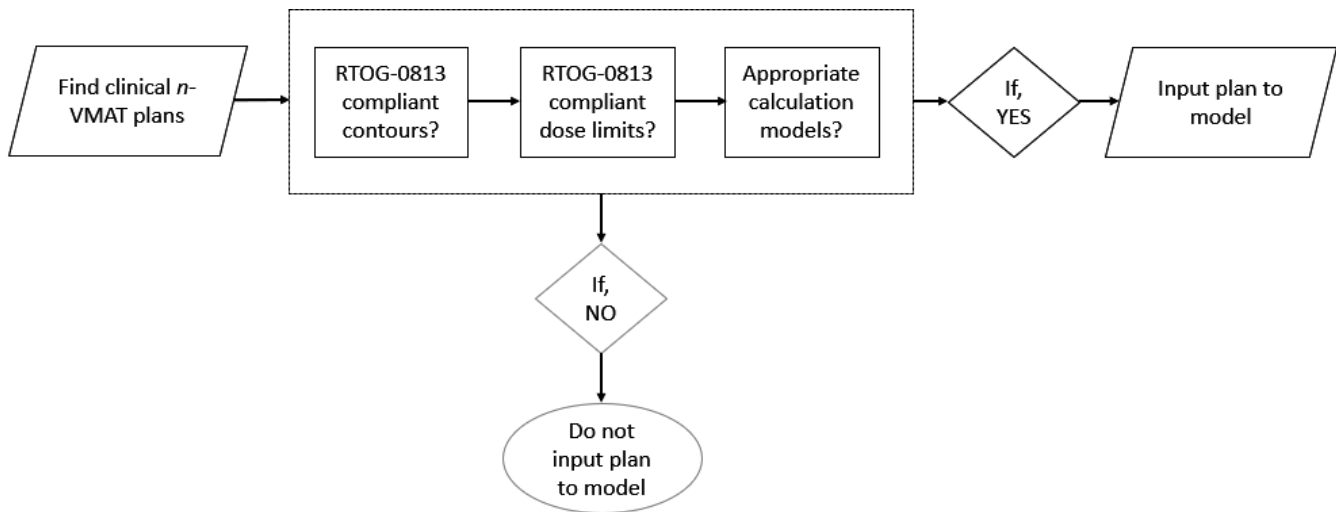 Find clinical n-
VMAT plans
RTOG-0813
compliant
contours?
RTOG-0813
compliant
dose limits?
Appropriate
calculation
models?
If,
YES
Input plan to
model
If,
NO
Do not
input plan
to model